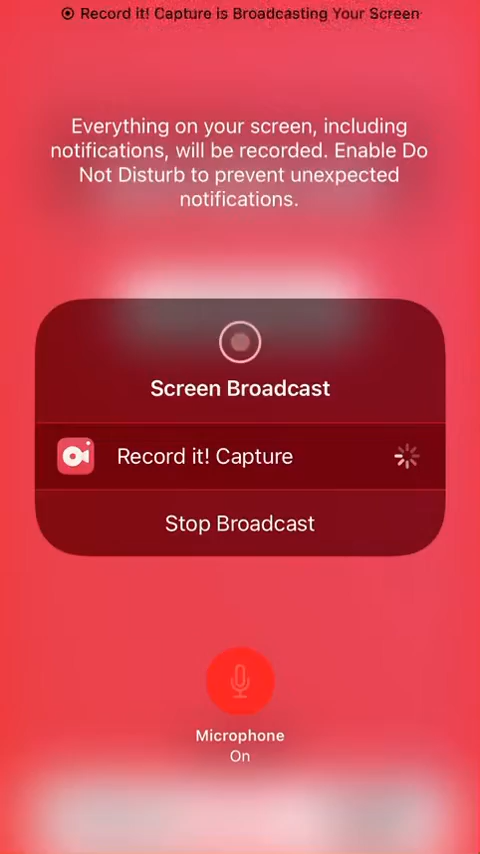 Record it! Capture is Broadcasting Your Screen
Everything on your screen, including
notifications, will be recorded. Enable Do
Not Disturb to prevent unexpected
notifications.
Screen Broadcast
Record it! Capture
Stop Broadcast
Microphone
On